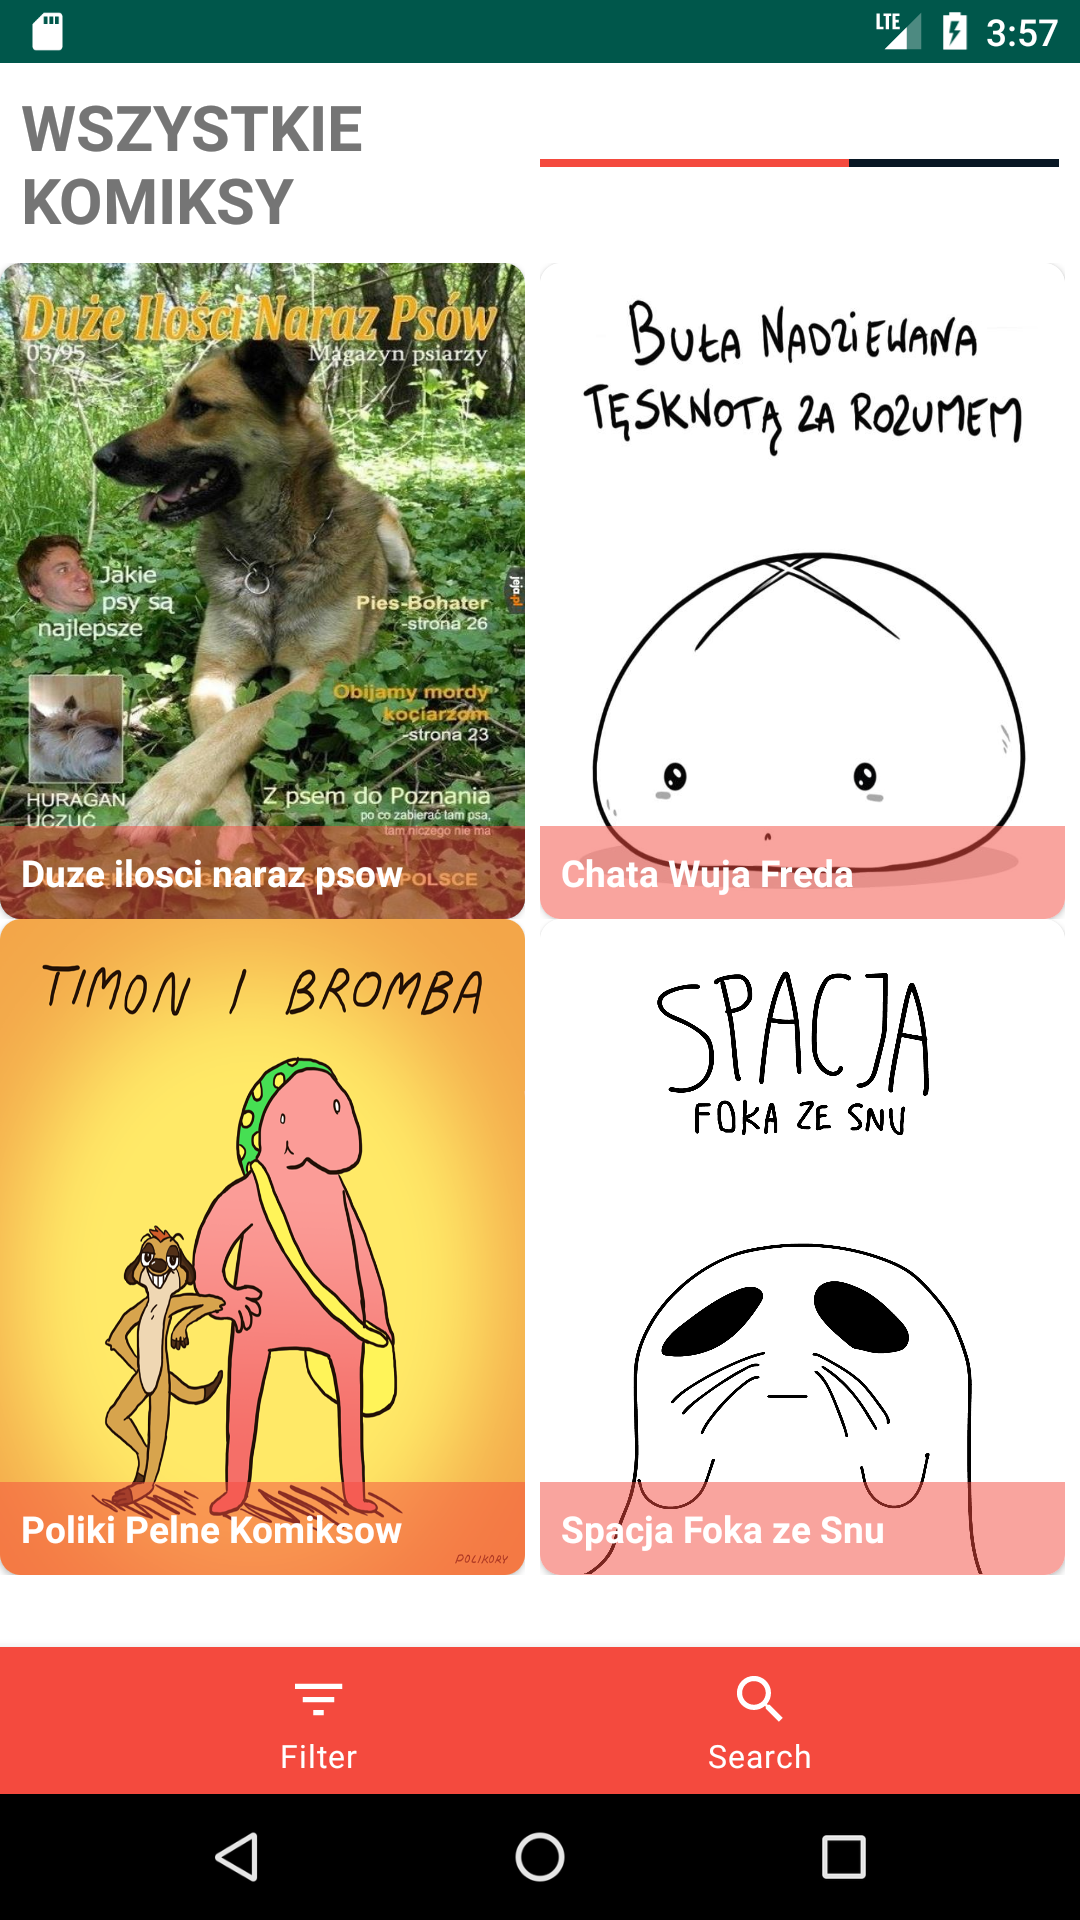 LTE 3:57
WSZYSTKIE
KOMIKSY
Duże Ilości Naraz Psów
03/95
Magazyn psiarzy
Jakie
psy są
najlepsze
jeja.pl
Pies-Bohater
-strona 26
Obijamy mordy
kociarzom
-strona 23
HURAGAN
UCZUĆ
Z psem do Poznania
po co zabierać tam psa,
tam niczego nie ma
POLSCE
Duze ilosci naraz psow
BUŁA NADZIEWANA
TĘSKNOTĄ ZA ROZUMEM
Chata Wuja Freda
TIMON I BROMBA
POLIKORY
Poliki Pelne Komiksow
SPACJA
FOKA ZE SNU
Spacja Foka ze Snu
Filter
Search